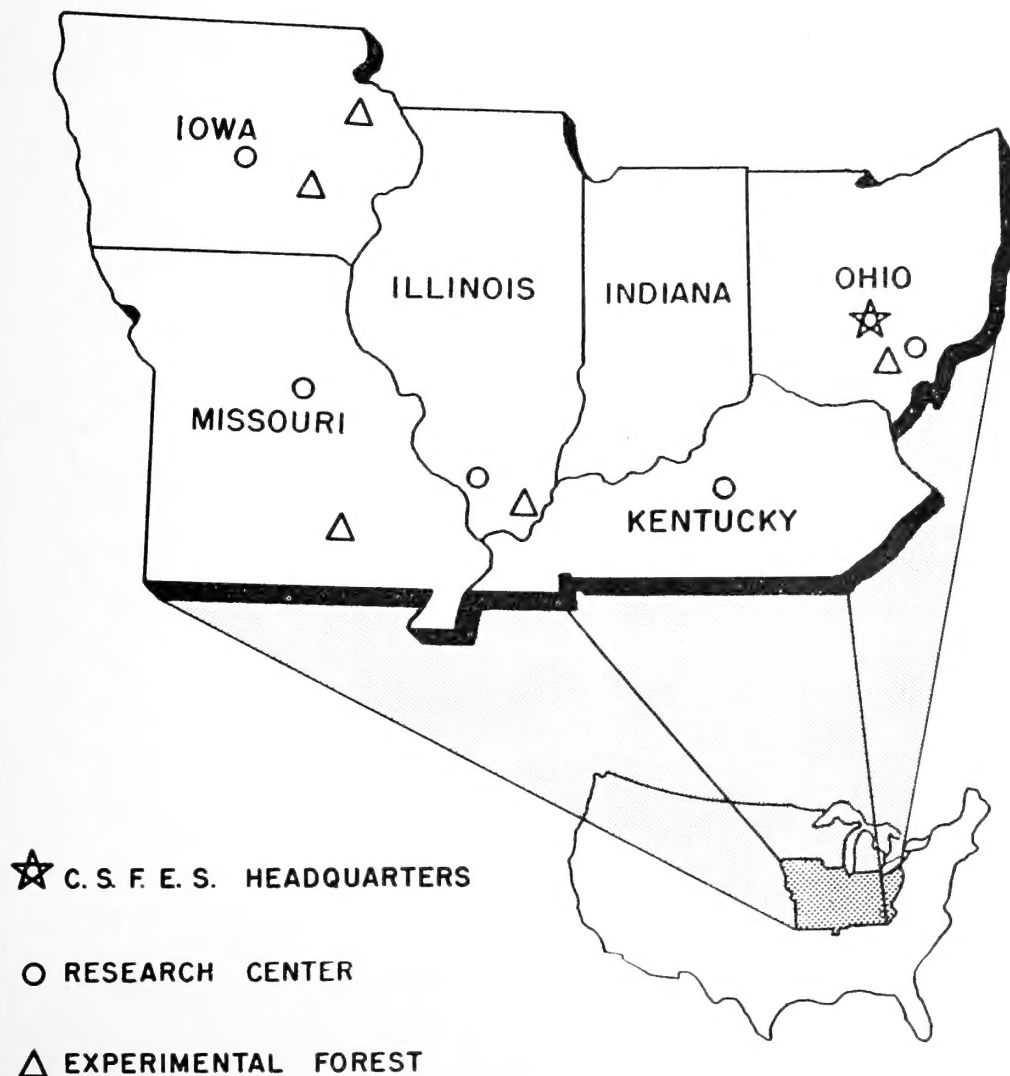 IOWA
ILLINOIS
INDIANA
OHIO
MISSOURI
KENTUCKY
C. S. F. E. S. HEADQUARTERS
RESEARCH CENTER
EXPERIMENTAL FOREST